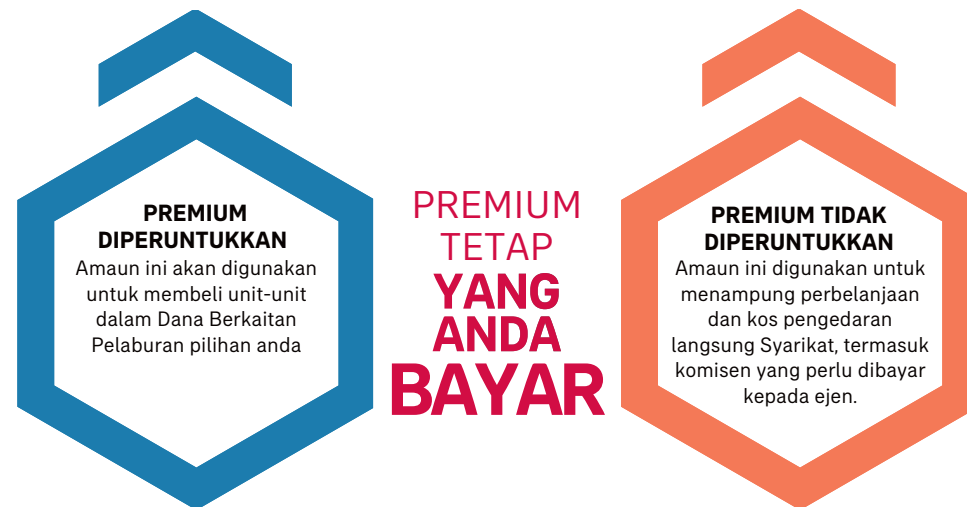 PREMIUM
DIPERUNTUKKAN
Amaun ini akan digunakan
untuk membeli unit-unit
dalam Dana Berkaitan
Pelaburan pilihan anda
PREMIUM
TETAP
YANG
ANDA
BAYAR
PREMIUM TIDAK
DIPERUNTUKKAN
Amaun ini digunakan untuk
menampung perbelanjaan
dan kos pengedaran
langsung Syarikat, termasuk
komisen yang perlu dibayar
kepada ejen.